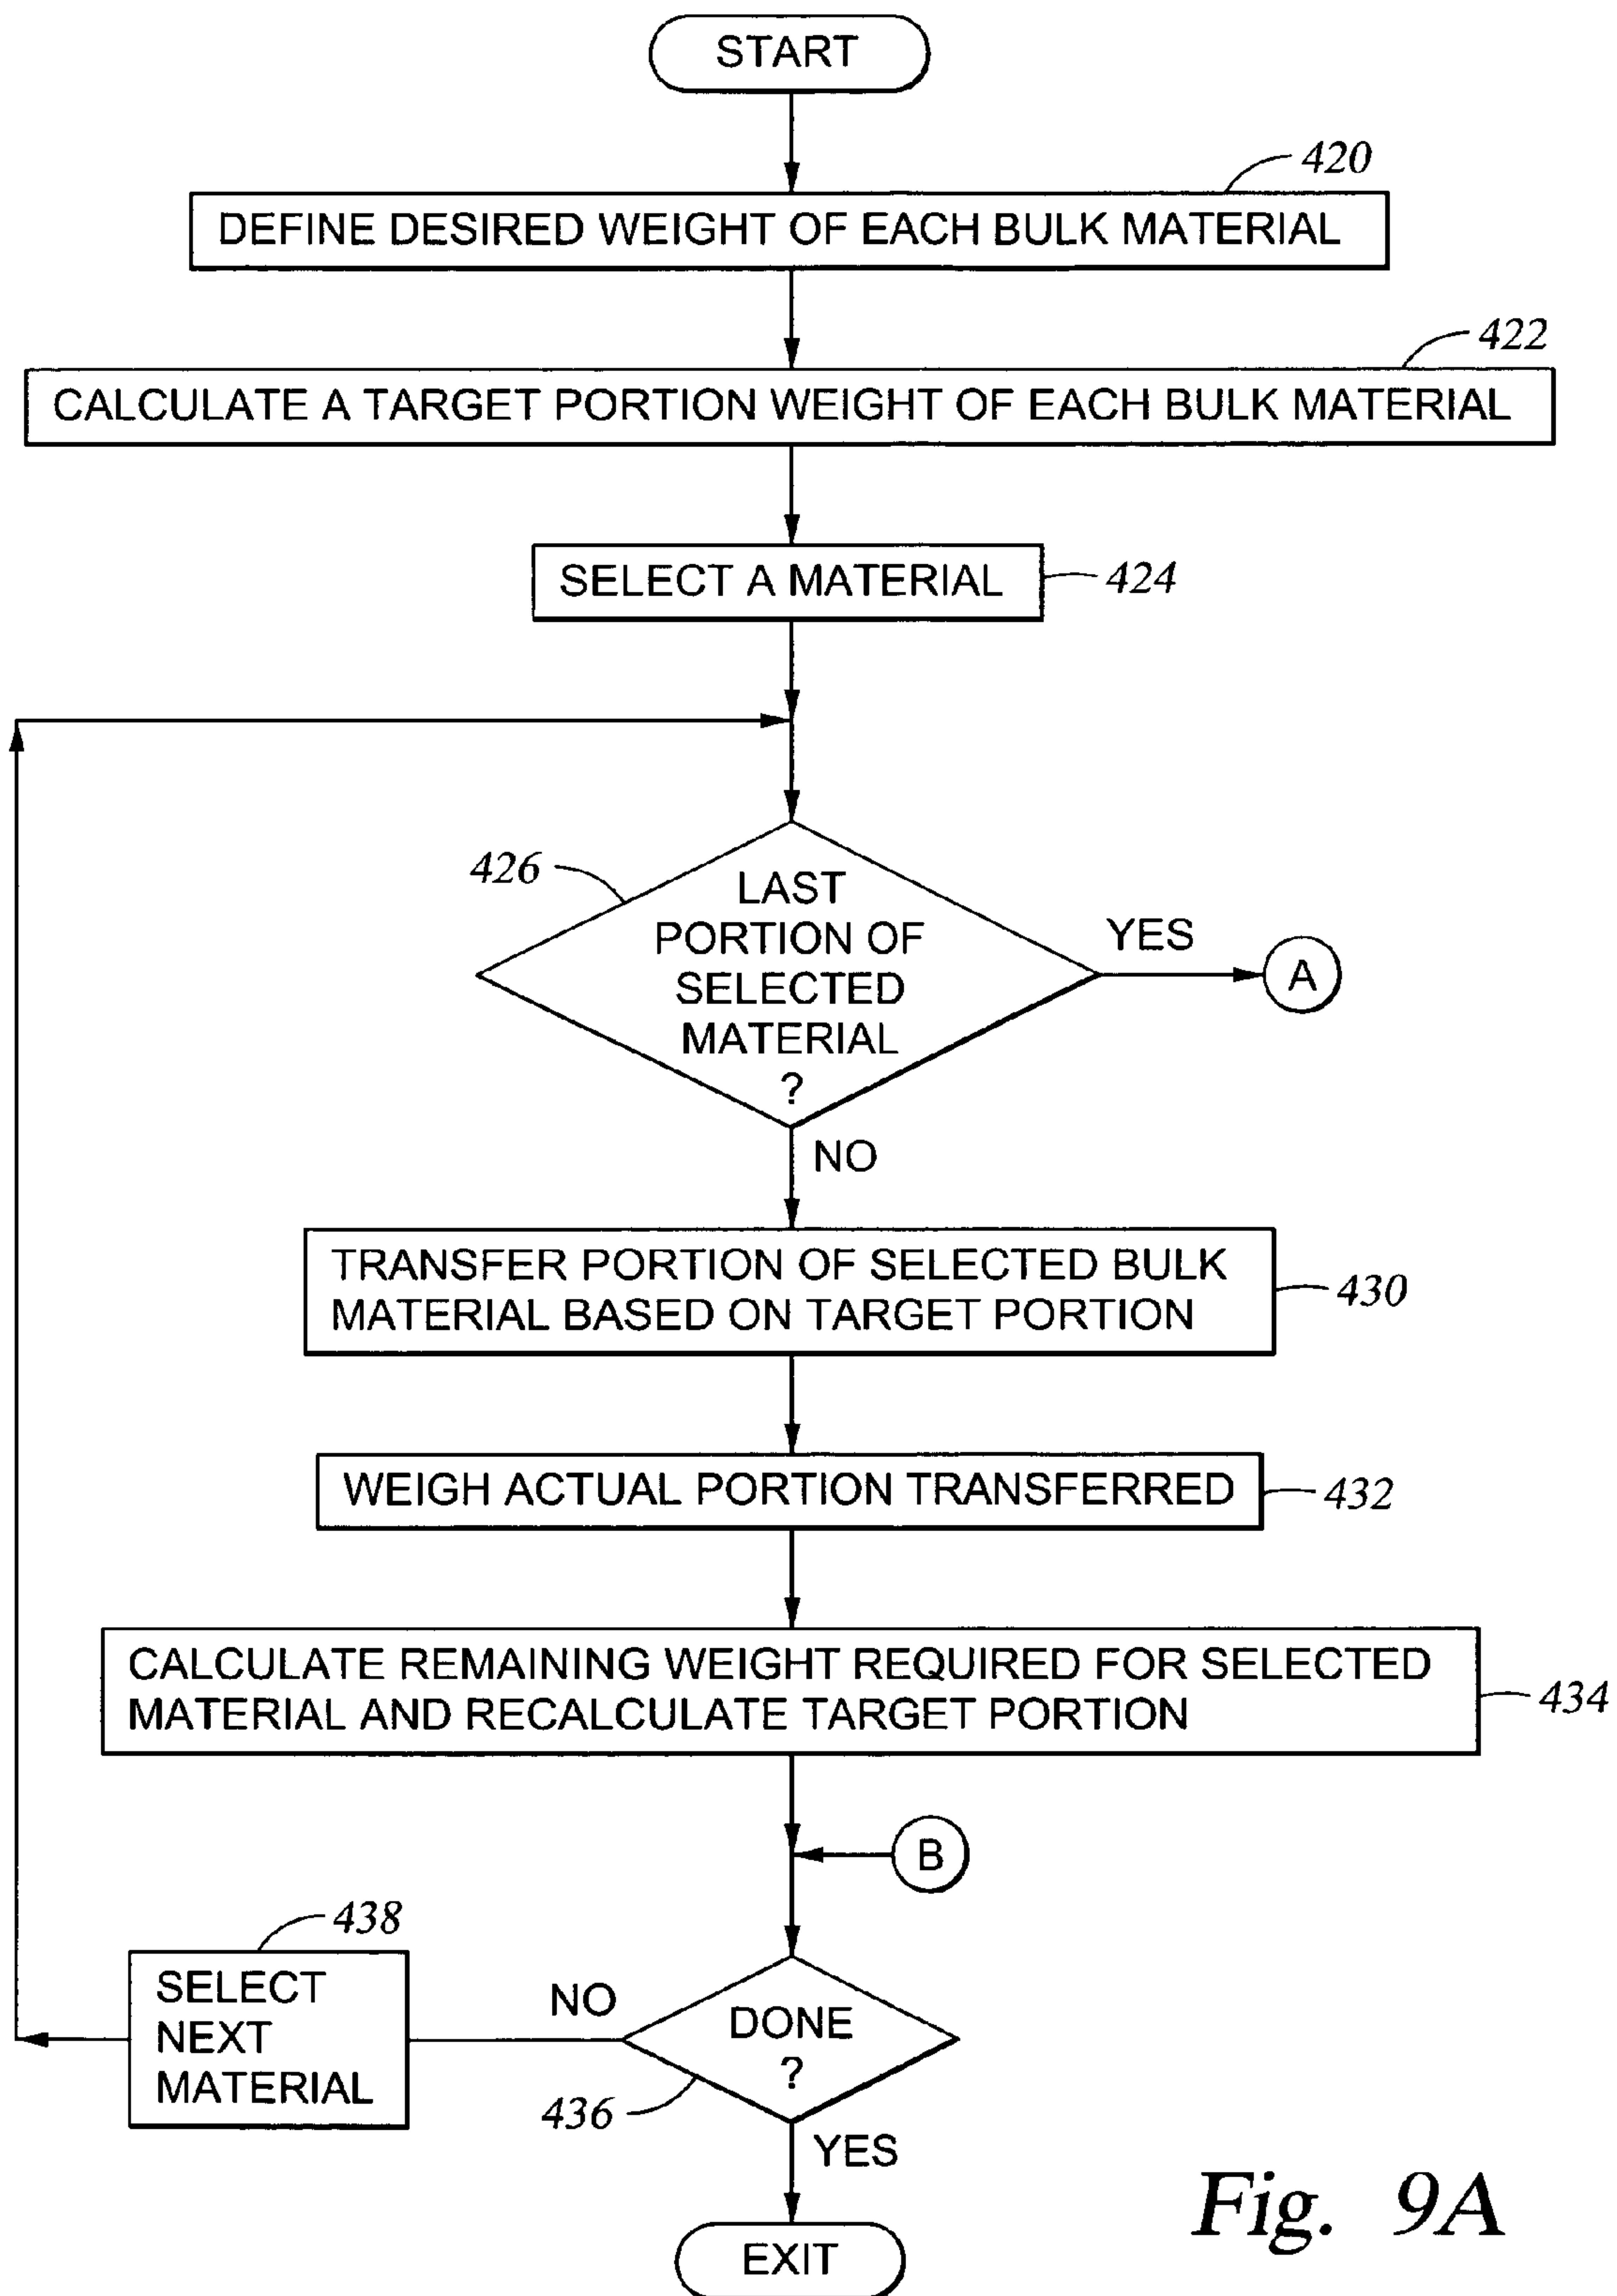 START
420
DEFINE DESIRED WEIGHT OF EACH BULK MATERIAL
422
CALCULATE A TARGET PORTION WEIGHT OF EACH BULK MATERIAL
SELECT A MATERIAL
424
426
LAST
PORTION OF
SELECTED
MATERIAL
?
YES
A
NO
TRANSFER PORTION OF SELECTED BULK
MATERIAL BASED ON TARGET PORTION
430
WEIGH ACTUAL PORTION TRANSFERRED
432
CALCULATE REMAINING WEIGHT REQUIRED FOR SELECTED
MATERIAL AND RECALCULATE TARGET PORTION
434
B
438
SELECT
NEXT
MATERIAL
NO
DONE
?
436
YES
EXIT
Fig. 9A